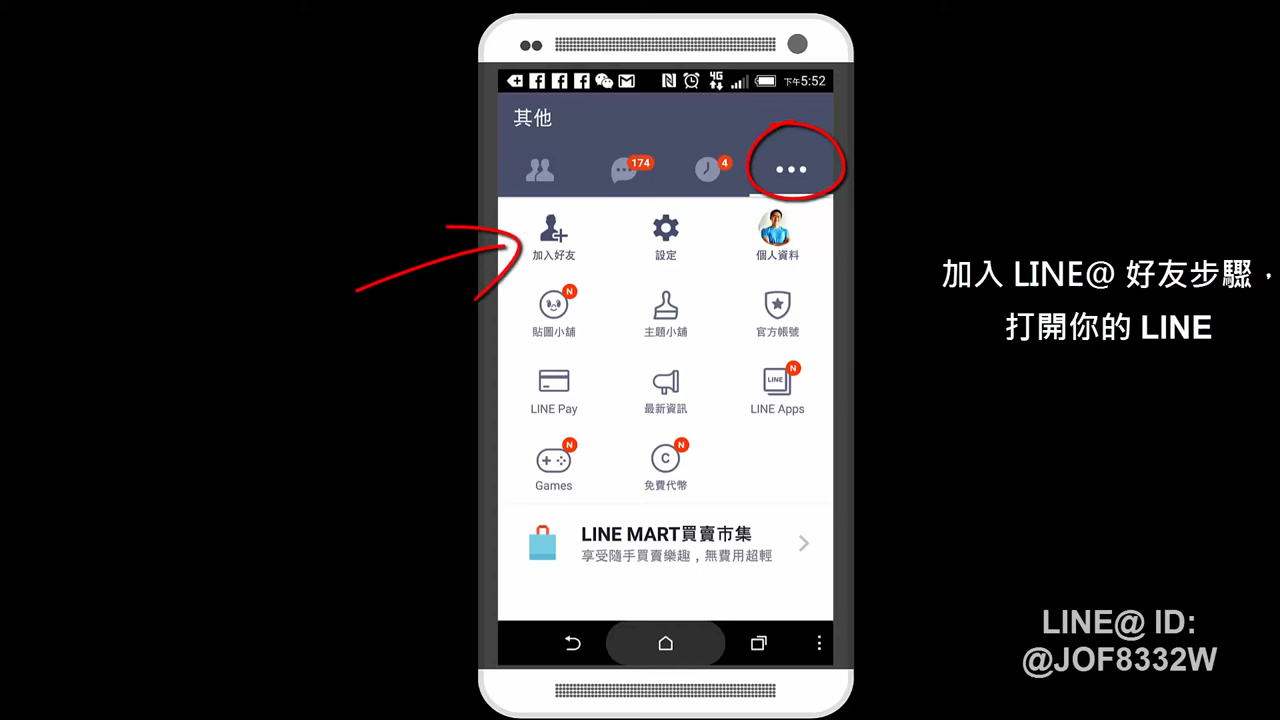 下午5:52
其他
174
4
加入好友
設定
個人資料
N
貼圖小舖
主題小舖
官方帳號
LINE Pay
最新資訊
LINE
N
LINE Apps
N
Games
C
N
免費代幣
LINE MART買賣市集
享受隨手買賣樂趣，無費用超輕
加入 LINE@ 好友步驟，
打開你的 LINE
LINE@ ID:
@JOF8332W
4G